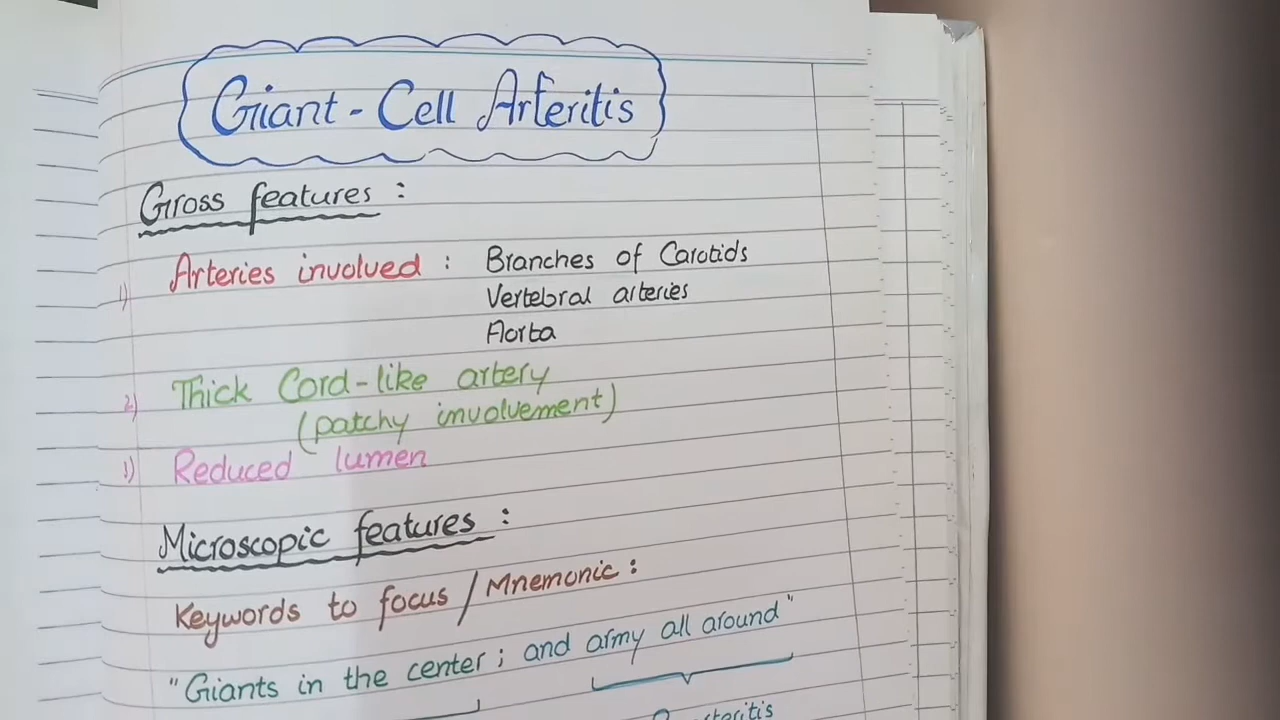 Giant-Cell Arteritis
Gross features :
1) Arteries involved : Branches of Carotids
Vertebral arteries
Aorta
2) Thick Cord-like artery
(patchy involvement)
1) Reduced lumen
Microscopic features :
Keywords to focus / Mnemonic :
"Giants in the center ; and army all around"